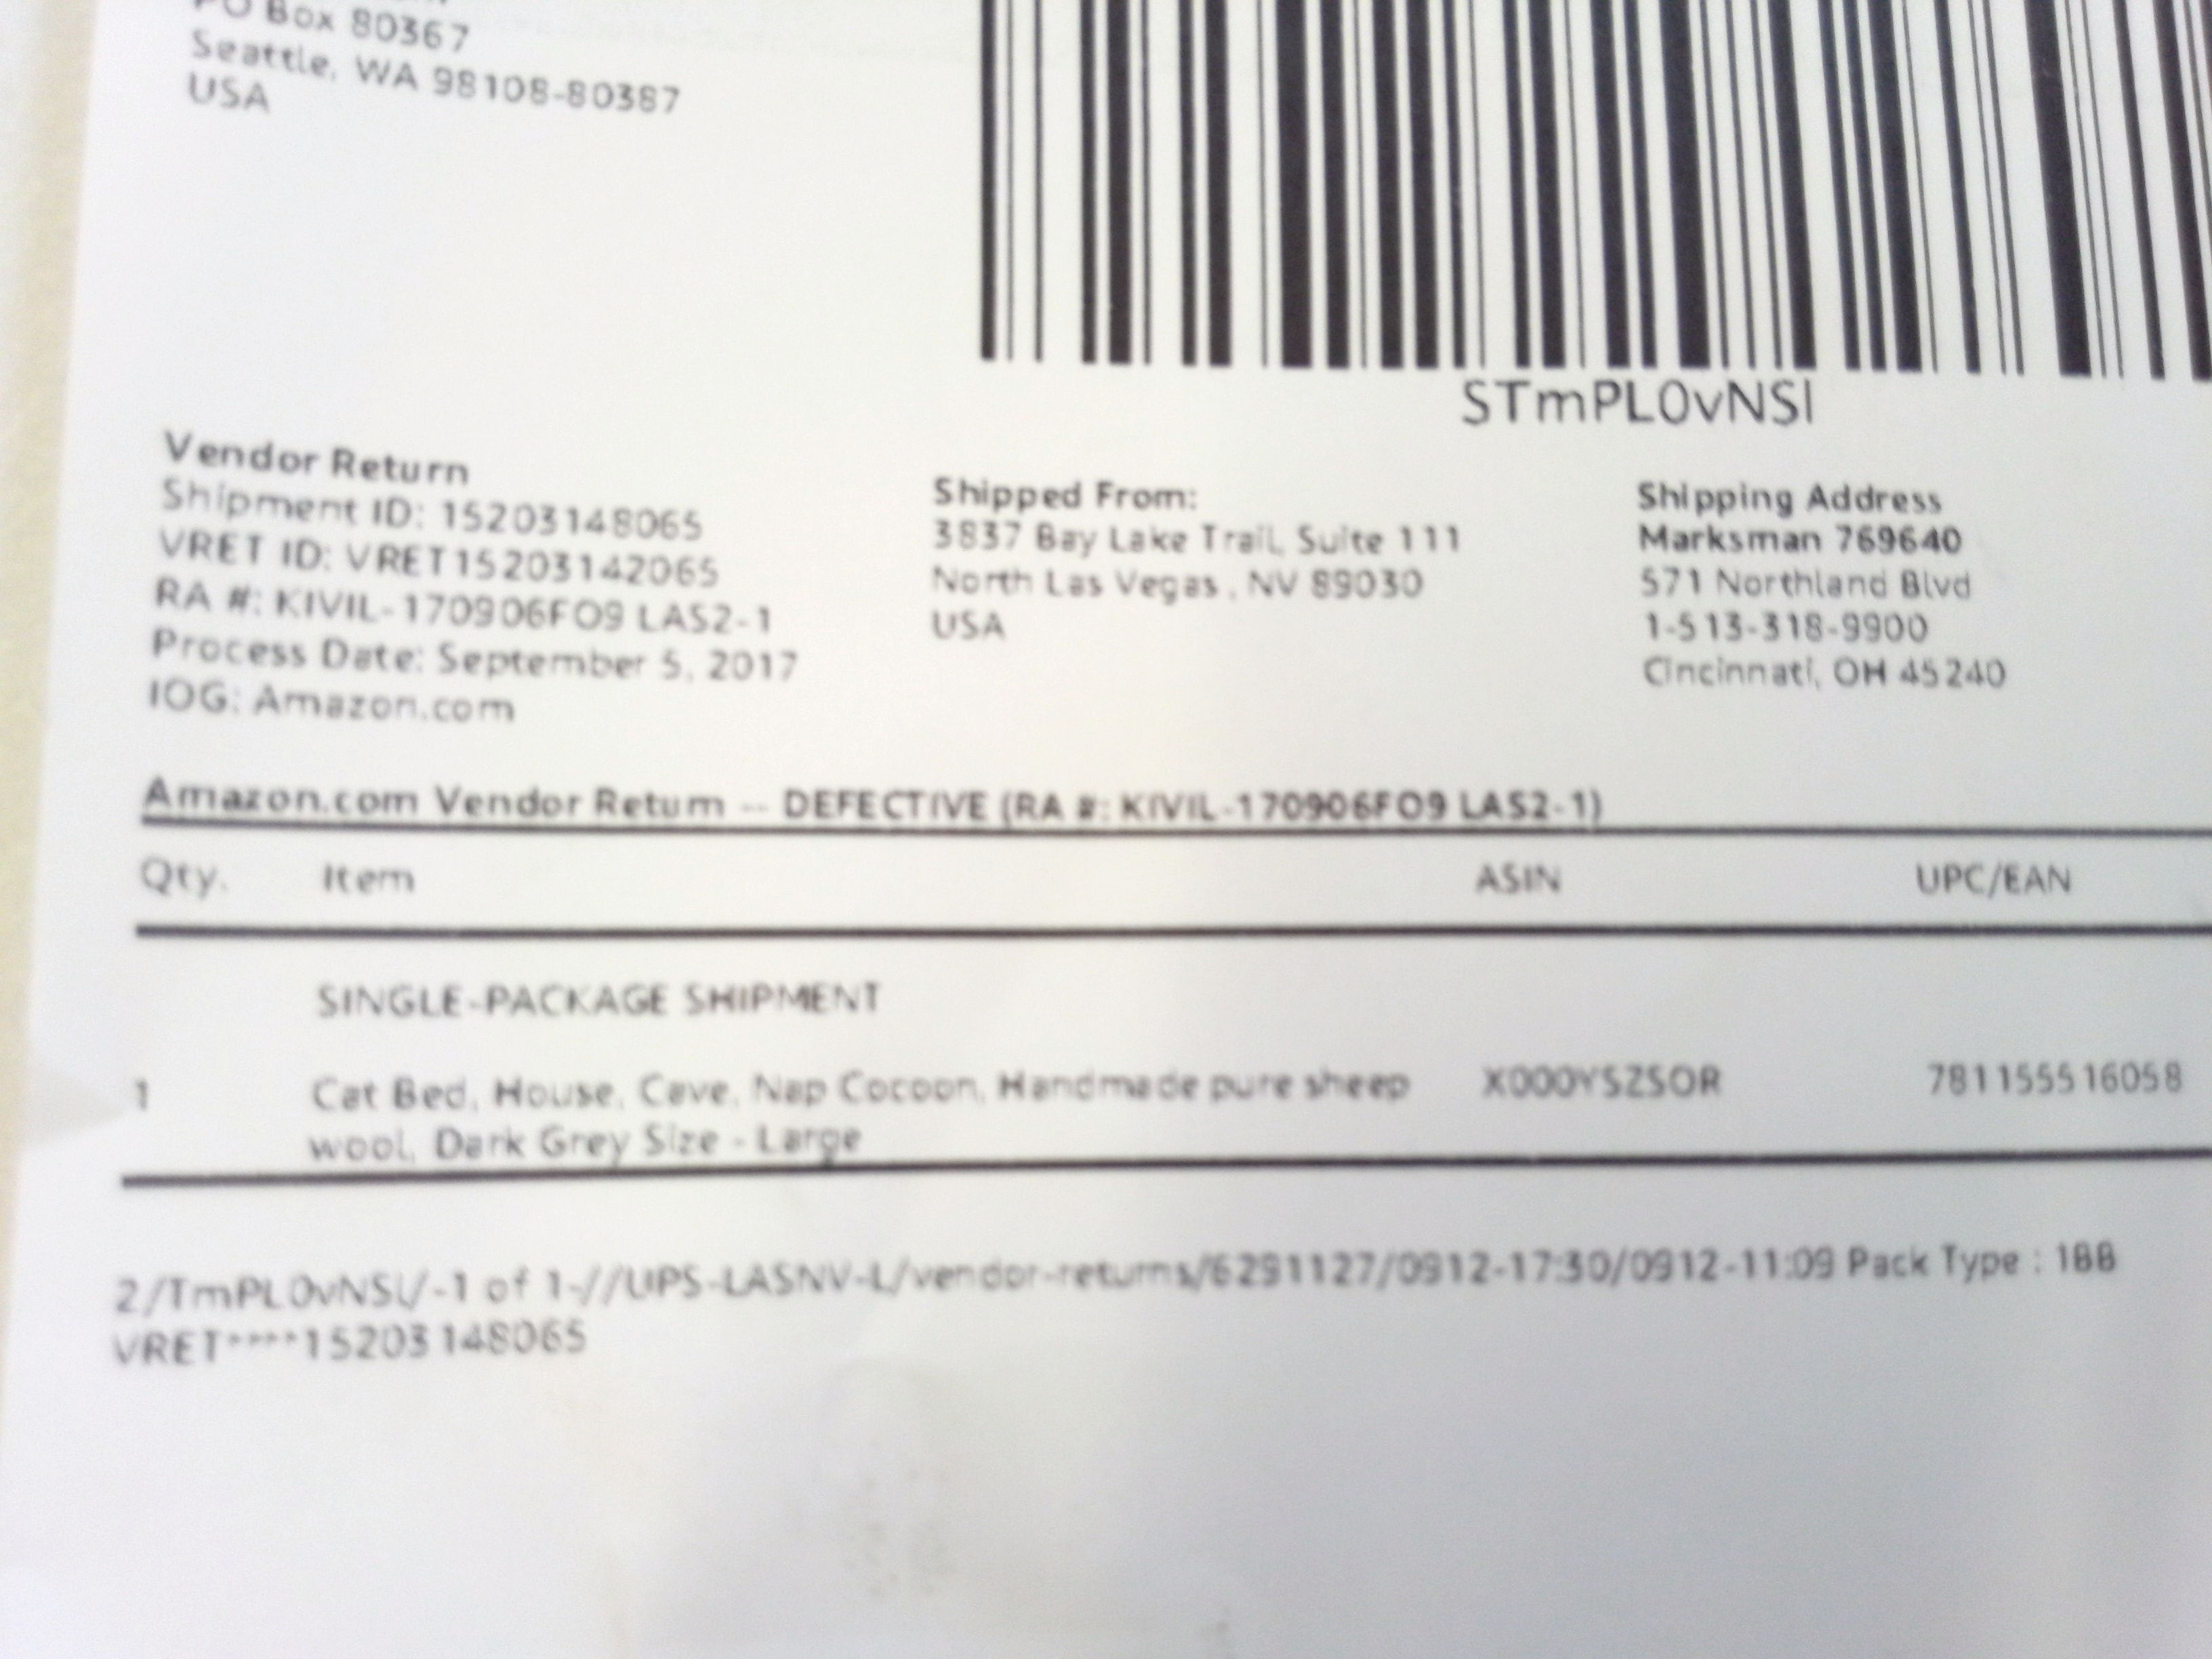 PO Box 80367
Seattle, WA 98108-80387
USA
STmPL0vNSl
Vendor Return
Shipment ID: 15203148065
VRET ID: VRET15203142065
RA #: KIVIL-170906FO9 LAS2-1
Process Date: September 5, 2017
IOG: Amazon.com
Shipped From:
3837 Bay Lake Trail, Suite 111
North Las Vegas, NV 89030
USA
Shipping Address
Marksman 769640
571 Northland Blvd
1-513-318-9900
Cincinnati, OH 45240
Amazon.com Vendor Return -- DEFECTIVE (RA #: KIVIL-170906FO9 LAS2-1)
Qty. Item ASIN UPC/EAN
SINGLE-PACKAGE SHIPMENT
1 Cat Bed, House, Cave, Nap Cocoon, Handmade pure sheep X000YSZSOR 781155516058
wool, Dark Grey Size - Large
2/TmPL0vNSl/-1 of 1-//UPS-LASNV-L/vendor-returns/6291127/0912-17:30/0912-11:09 Pack Type : 1BB
VRET****15203148065